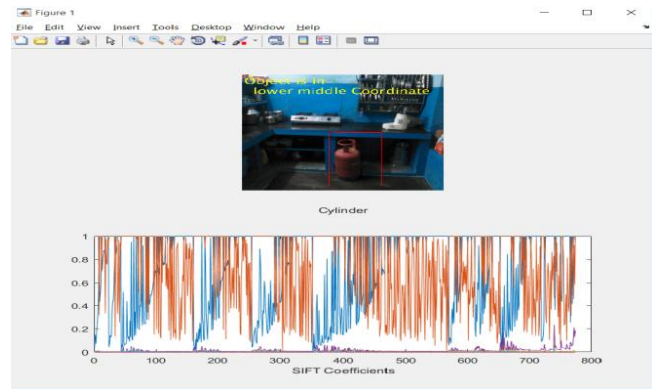 Figure 1
File Edit View Insert Tools Desktop Window Help
Object is in
lower middle Coordinate
Cylinder
1
0.8
0.6
0.4
0.2
0
0 100 200 300 400 500 600 700 800
SIFT Coefficients